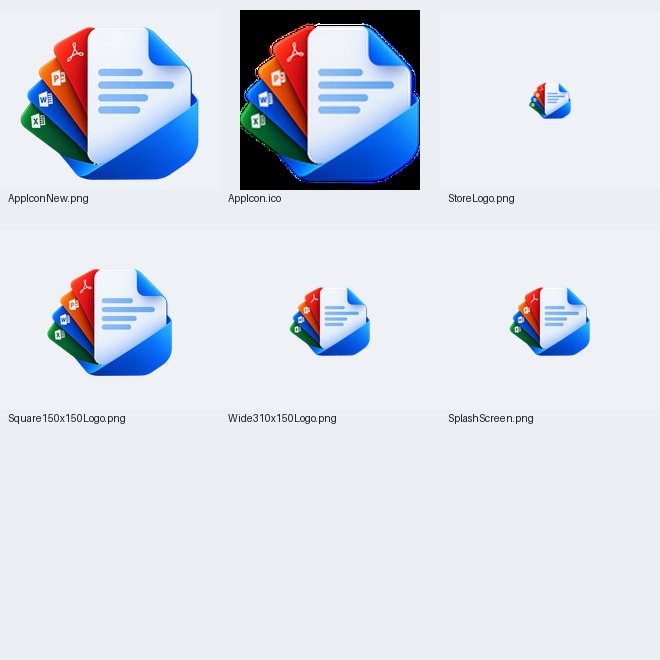 AppIconNew.png
AppIcon.ico
StoreLogo.png
P
W
X
P
W
X
Square150x150Logo.png
Wide310x150Logo.png
SplashScreen.png